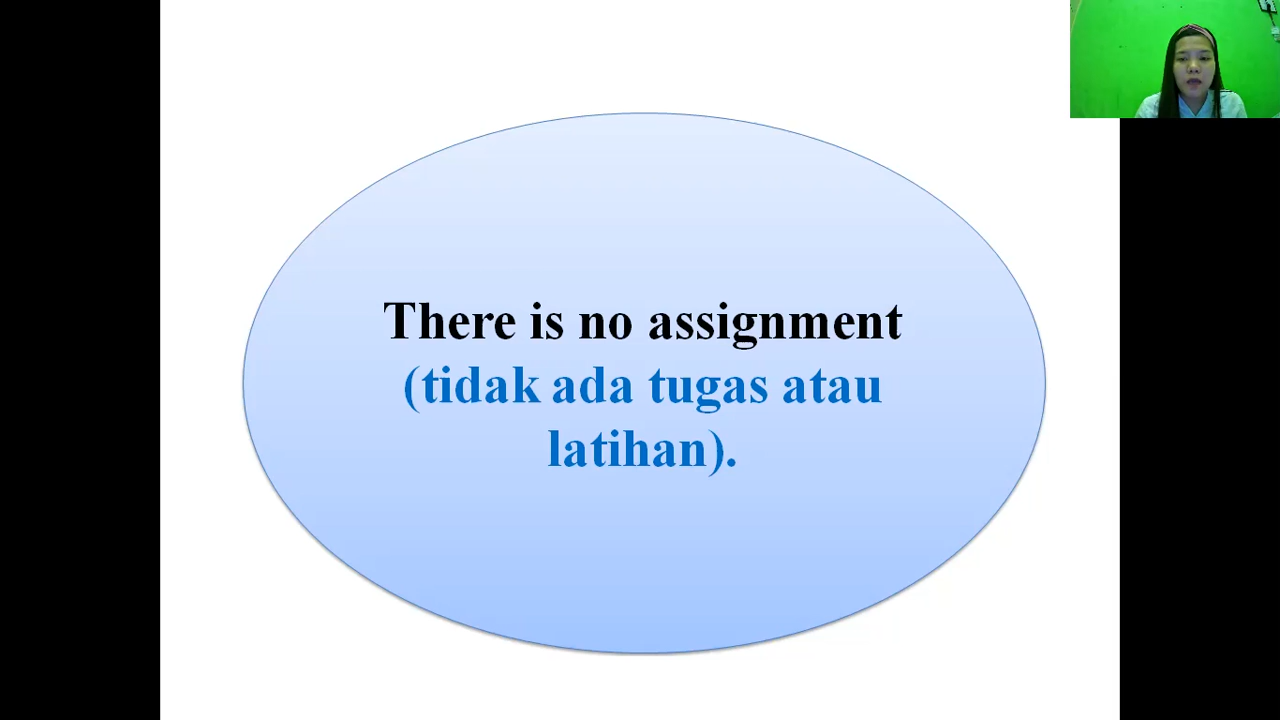 There is no assignment
(tidak ada tugas atau
latihan).